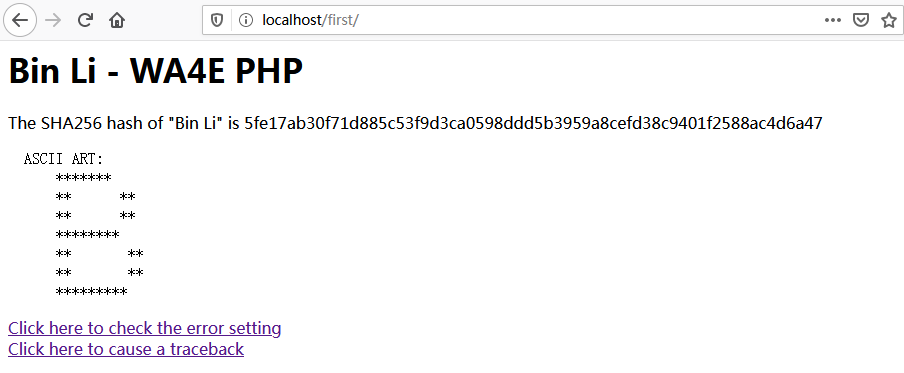 localhost/first/
Bin Li - WA4E PHP
The SHA256 hash of "Bin Li" is 5fe17ab30f71d885c53f9d3ca0598ddd5b3959a8cefd38c9401f2588ac4d6a47
ASCII ART:
    *******
    **      **
    **      **
    ********
    **       **
    **       **
    *********
Click here to check the error setting
Click here to cause a traceback